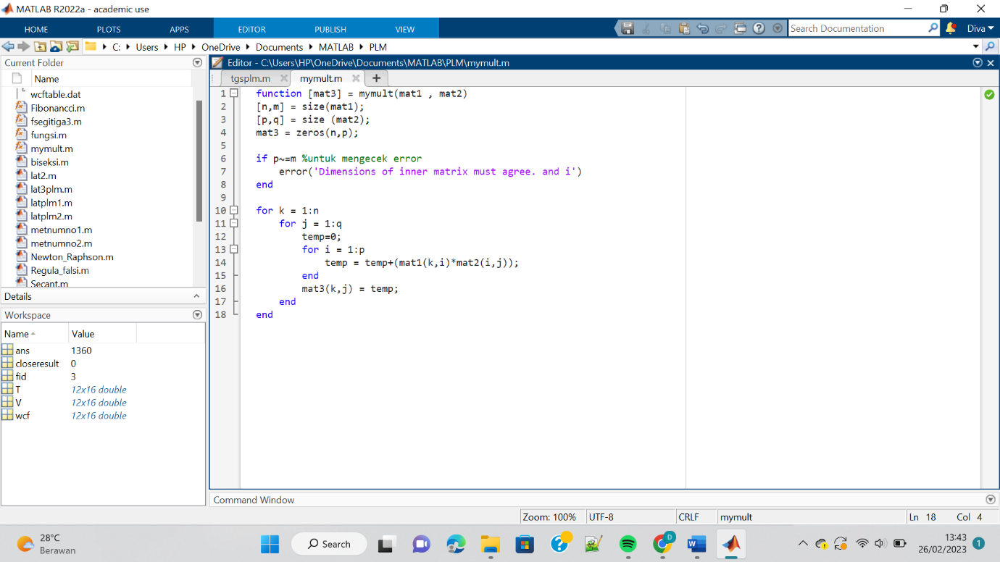 MATLAB R2022a - academic use
HOME PLOTS APPS EDITOR PUBLISH VIEW Search Documentation Diva
C: Users HP OneDrive Documents MATLAB PLM
Current Folder
Name
wcftable.dat
Fibonancci.m
fsegitiga3.m
fungsi.m
mymult.m
biseksi.m
lat2.m
lat3plm.m
latplm1.m
latplm2.m
metnumno1.m
metnumno2.m
Newton_Raphson.m
Regula_falsi.m
Secant.m
Details
Workspace
Name Value
ans 1360
closeresult 0
fid 3
T 12x16 double
V 12x16 double
wcf 12x16 double
Editor - C:\Users\HP\OneDrive\Documents\MATLAB\PLM\mymult.m
tgsplm.m mymult.m
1 function [mat3] = mymult(mat1 , mat2)
2 [n,m] = size(mat1);
3 [p,q] = size (mat2);
4 mat3 = zeros(n,p);
5
6 if p~=m %untuk mengecek error
7 error('Dimensions of inner matrix must agree. and i')
8 end
9
10 for k = 1:n
11 for j = 1:q
12 temp=0;
13 for i = 1:p
14 temp = temp+(mat1(k,i)*mat2(i,j));
15 end
16 mat3(k,j) = temp;
17 end
18 end
Command Window
Zoom: 100% UTF-8 CRLF mymult Ln 18 Col 4
28°C
Berawan
Search
D
13:43
26/02/2023
1